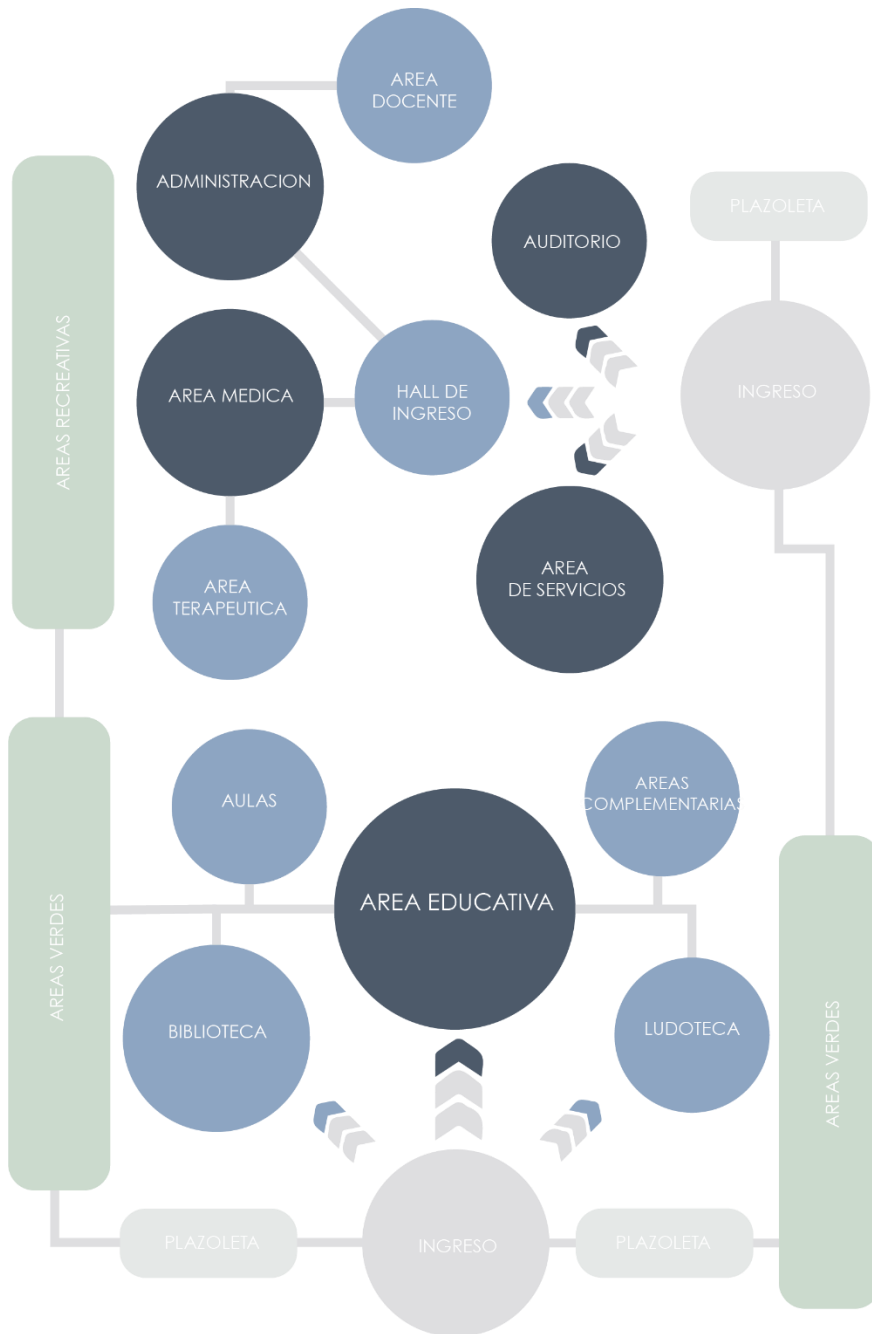 AREA
DOCENTE
ADMINISTRACION
PLAZOLETA
AUDITORIO
AREAS RECREATIVAS
AREA MEDICA
HALL DE
INGRESO
INGRESO
AREA
TERAPEUTICA
AREA
DE SERVICIOS
AULAS
AREAS
COMPLEMENTARIAS
AREA EDUCATIVA
AREAS VERDES
BIBLIOTECA
LUDOTECA
AREAS VERDES
PLAZOLETA
INGRESO
PLAZOLETA